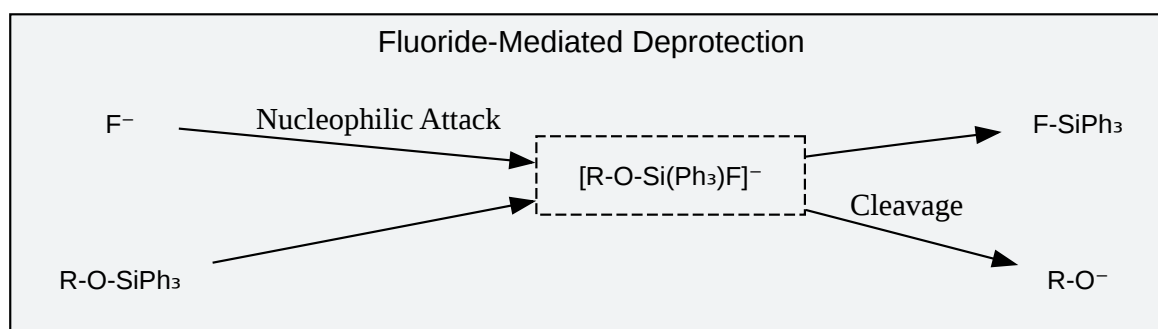 Fluoride-Mediated Deprotection
F⁻
Nucleophilic Attack
F-SiPh₃
[R-O-Si(Ph₃)F]⁻
Cleavage
R-O-SiPh₃
R-O⁻